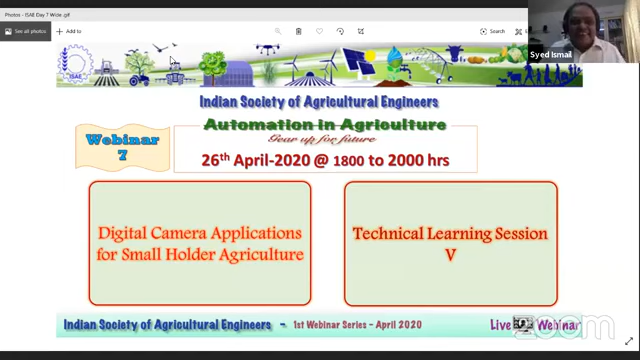 Photos - ISAE Day 7 Wide .gif
See all photos
Add to
Search
Syed Ismail
ISAE
Indian Society of Agricultural Engineers
Automation in Agriculture
Gear up for future
Webinar
7
26th April-2020 @ 1800 to 2000 hrs
Digital Camera Applications
for Small Holder Agriculture
Technical Learning Session
V
Indian Society of Agricultural Engineers - 1st Webinar Series - April 2020
Live Webinar
zoom